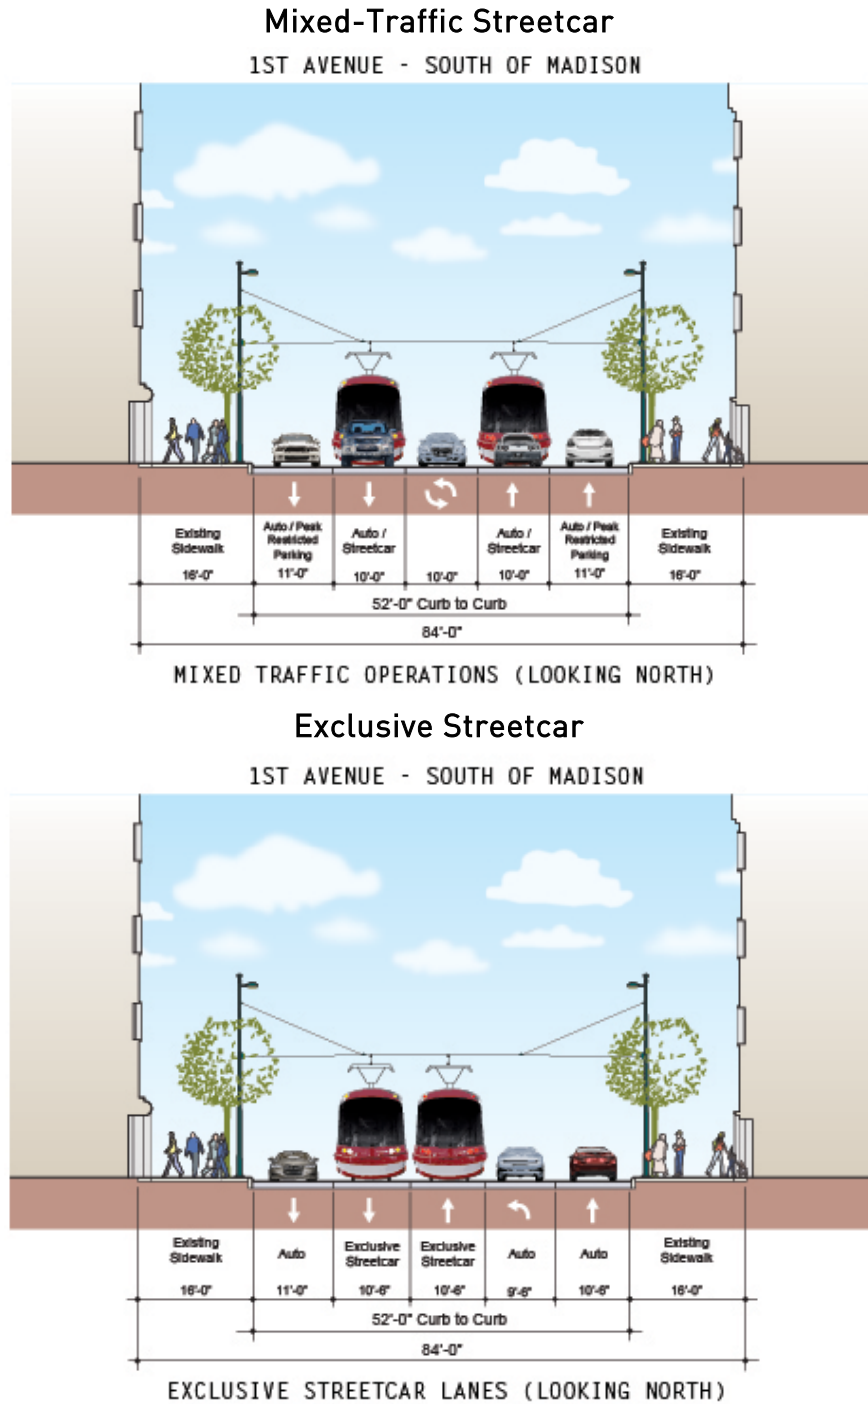 Mixed-Traffic Streetcar
1ST AVENUE - SOUTH OF MADISON
Existing
Sidewalk
16'-0"
Auto / Peak
Restricted
Parking
11'-0"
Auto /
Streetcar
10'-0"
10'-0"
Auto /
Streetcar
10'-0"
Auto / Peak
Restricted
Parking
11'-0"
Existing
Sidewalk
16'-0"
52'-0" Curb to Curb
84'-0"
MIXED TRAFFIC OPERATIONS (LOOKING NORTH)
Exclusive Streetcar
1ST AVENUE - SOUTH OF MADISON
Existing
Sidewalk
16'-0"
Auto
11'-0"
Exclusive
Streetcar
10'-6"
Exclusive
Streetcar
10'-6"
Auto
9'-6"
Auto
10'-6"
Existing
Sidewalk
16'-0"
52'-0" Curb to Curb
84'-0"
EXCLUSIVE STREETCAR LANES (LOOKING NORTH)